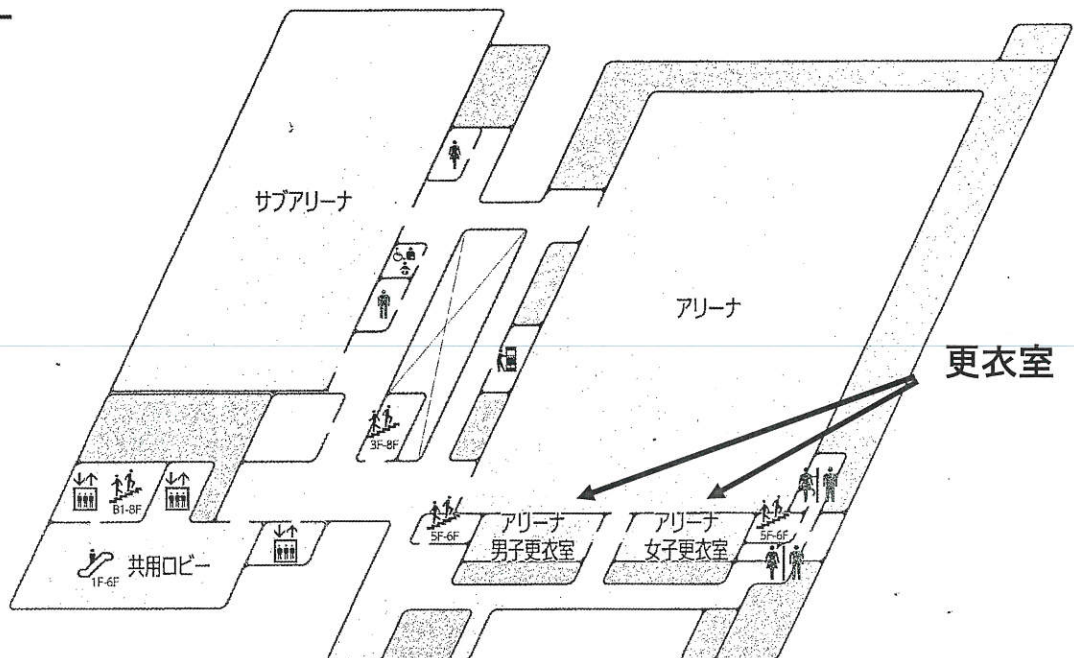 サブアリーナ
アリーナ
更衣室
3F-8F
B1-8F
5F-6F
アリーナ
男子更衣室
アリーナ
女子更衣室
5F-6F
共用ロビー
1F-6F